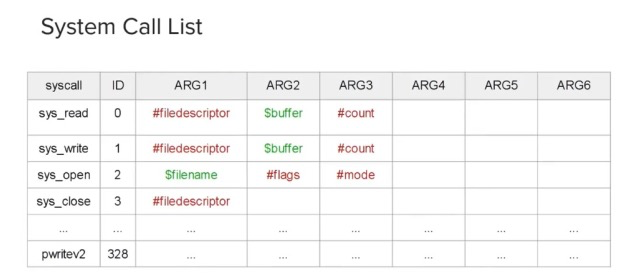 System Call List
syscall ID ARG1 ARG2 ARG3 ARG4 ARG5 ARG6
sys_read 0 #filedescriptor $buffer #count
sys_write 1 #filedescriptor $buffer #count
sys_open 2 $filename #flags #mode
sys_close 3 #filedescriptor
... ... ... ... ... ... ... ...
pwritev2 328 ... ... ... ... ... ...